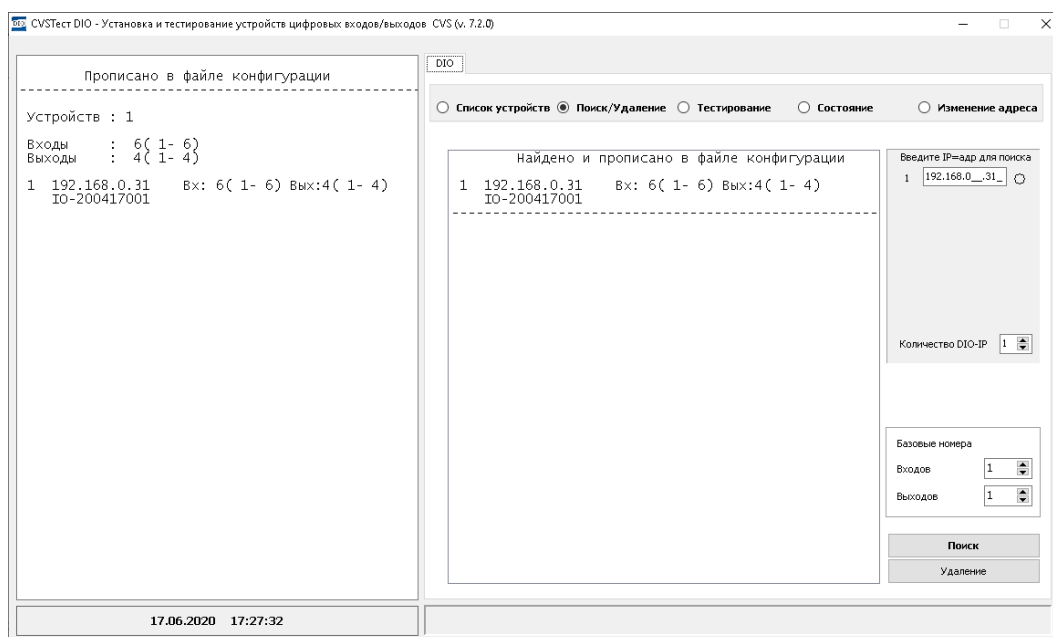 DIO CVSТест DIO - Установка и тестирование устройств цифровых входов/выходов CVS (v. 7.2.0)
Прописано в файле конфигурации
Устройств : 1
Входы : 6( 1- 6)
Выходы : 4( 1- 4)
1 192.168.0.31 Вх: 6( 1- 6) Вых:4( 1- 4)
IO-200417001
17.06.2020 17:27:32
DIO
Список устройств Поиск/Удаление Тестирование Состояние Изменение адреса
Найдено и прописано в файле конфигурации
1 192.168.0.31 Вх: 6( 1- 6) Вых:4( 1- 4)
IO-200417001
Введите IP=адр для поиска
1 192.168.0__.31_
Количество DIO-IP 1
Базовые номера
Входов 1
Выходов 1
Поиск
Удаление